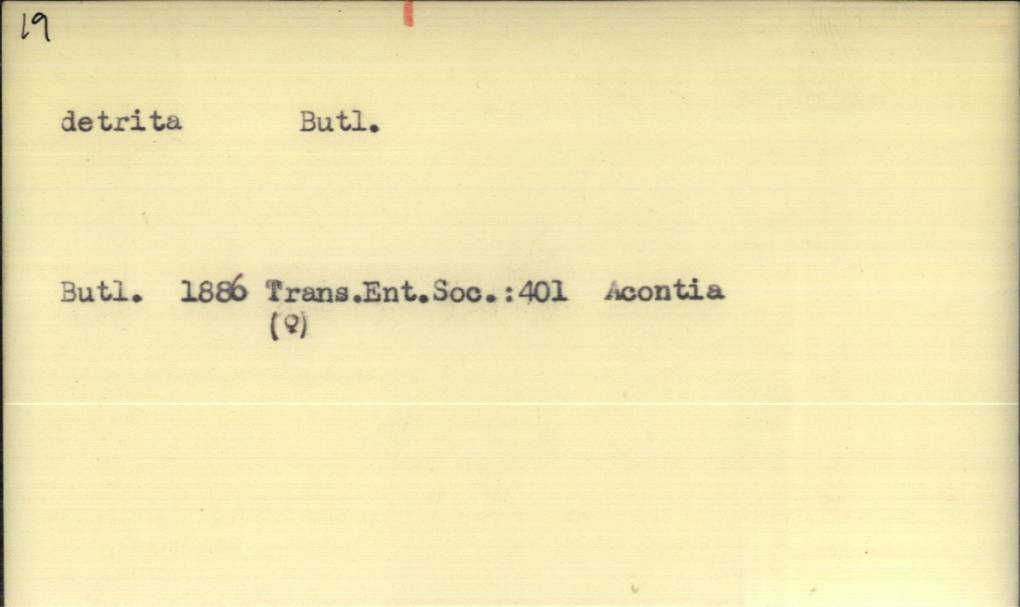 19
detrita Butl.
Butl. 1886 Trans.Ent.Soc.:401 Acontia
(♀)